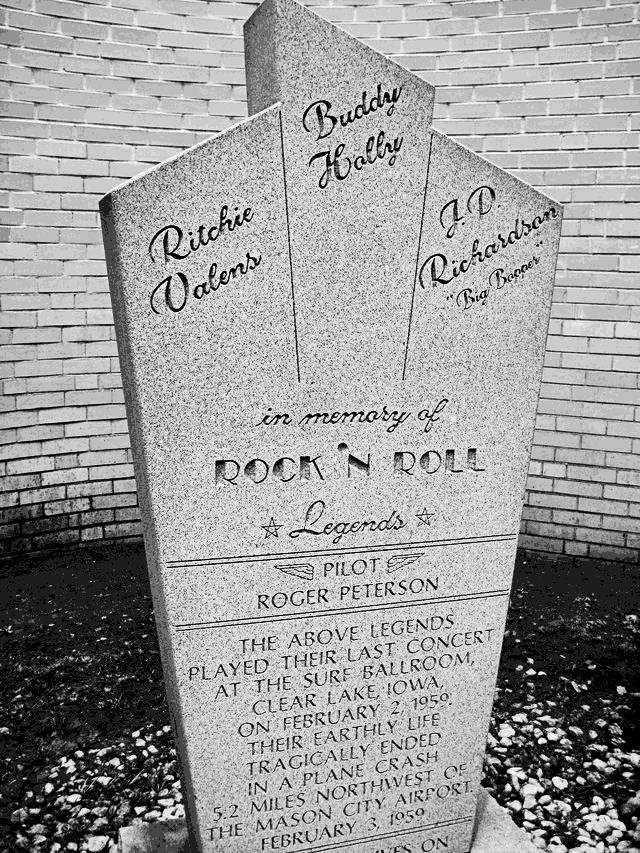 Buddy
Holly
Ritchie
Valens
J. D.
Richardson
"Big Bopper"
in memory of
ROCK 'N ROLL
Legends
PILOT
ROGER PETERSON
THE ABOVE LEGENDS
PLAYED THEIR LAST CONCERT
AT THE SURF BALLROOM,
CLEAR LAKE, IOWA,
ON FEBRUARY 2, 1959.
THEIR EARTHLY LIFE
TRAGICALLY ENDED
IN A PLANE CRASH
5.2 MILES NORTHWEST OF
THE MASON CITY AIRPORT.
FEBRUARY 3, 1959
ON